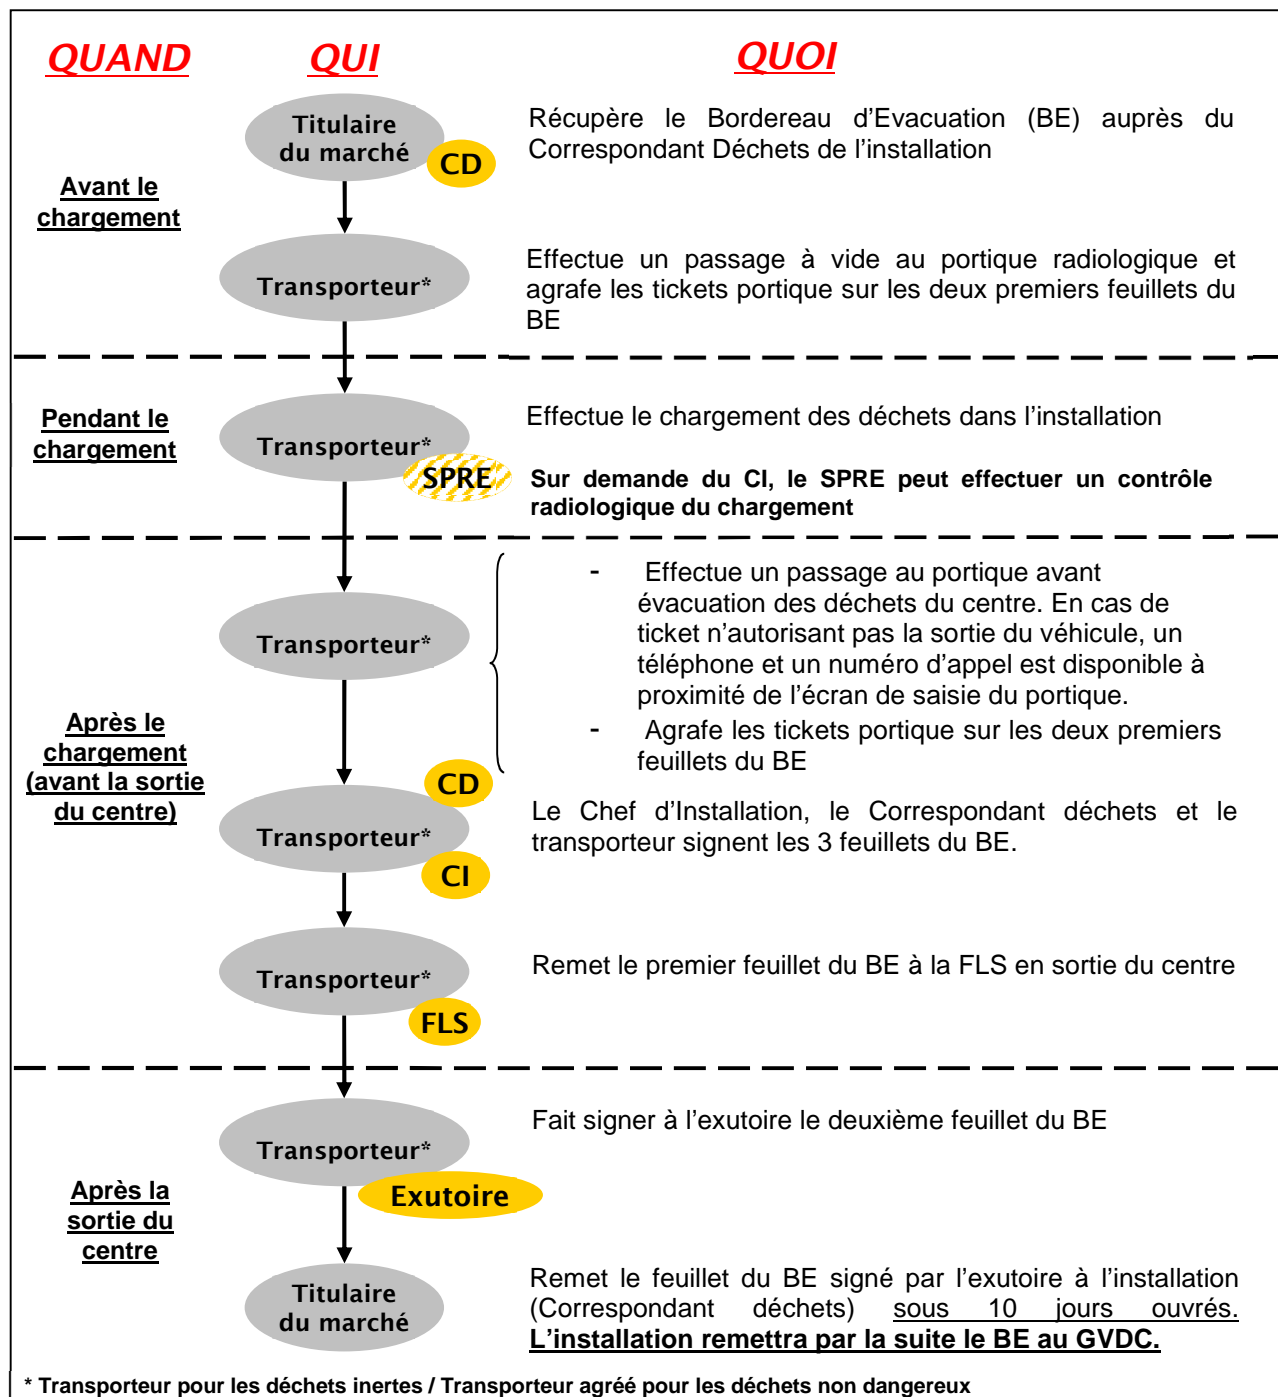 QUAND QUI QUOI
Titulaire
du marché
CD
Récupère le Bordereau d’Evacuation (BE) auprès du
Correspondant Déchets de l’installation
Avant le
chargement
Transporteur*
Effectue un passage à vide au portique radiologique et
agrafe les tickets portique sur les deux premiers feuillets du
BE
Pendant le
chargement
Transporteur*
SPRE
Effectue le chargement des déchets dans l’installation
Sur demande du CI, le SPRE peut effectuer un contrôle
radiologique du chargement
Transporteur*
- Effectue un passage au portique avant
évacuation des déchets du centre. En cas de
ticket n’autorisant pas la sortie du véhicule, un
téléphone et un numéro d’appel est disponible à
proximité de l’écran de saisie du portique.
- Agrafe les tickets portique sur les deux premiers
feuillets du BE
Après le
chargement
(avant la sortie
du centre)
CD
Transporteur*
CI
Le Chef d’Installation, le Correspondant déchets et le
transporteur signent les 3 feuillets du BE.
Transporteur*
FLS
Remet le premier feuillet du BE à la FLS en sortie du centre
Transporteur*
Exutoire
Fait signer à l’exutoire le deuxième feuillet du BE
Après la
sortie du
centre
Titulaire
du marché
Remet le feuillet du BE signé par l’exutoire à l’installation
(Correspondant déchets) sous 10 jours ouvrés.
L’installation remettra par la suite le BE au GVDC.
* Transporteur pour les déchets inertes / Transporteur agréé pour les déchets non dangereux